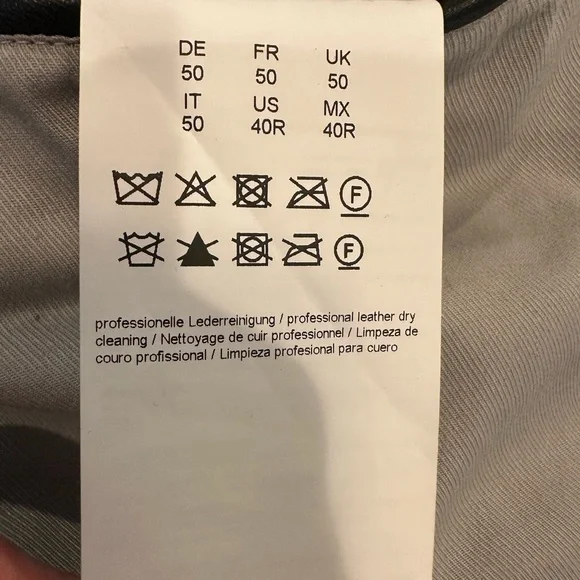 DE FR UK
50 50 50
IT US MX
50 40R 40R
F
F
professionelle Lederreinigung / professional leather dry
cleaning / Nettoyage de cuir professionnel / Limpeza de
couro profissional / Limpieza profesional para cuero